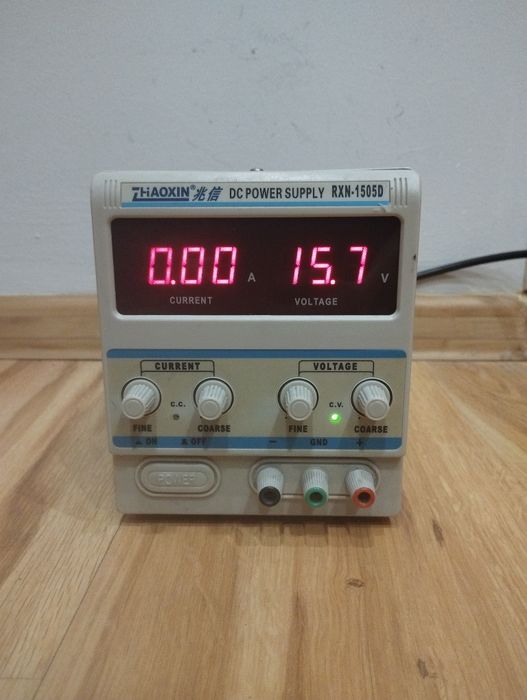 ZHAOXIN® 兆信 DC POWER SUPPLY RXN-1505D
0.00 A 15.7 V
CURRENT VOLTAGE
CURRENT VOLTAGE
C.C. C.V.
FINE COARSE FINE COARSE
ON OFF - GND +
POWER